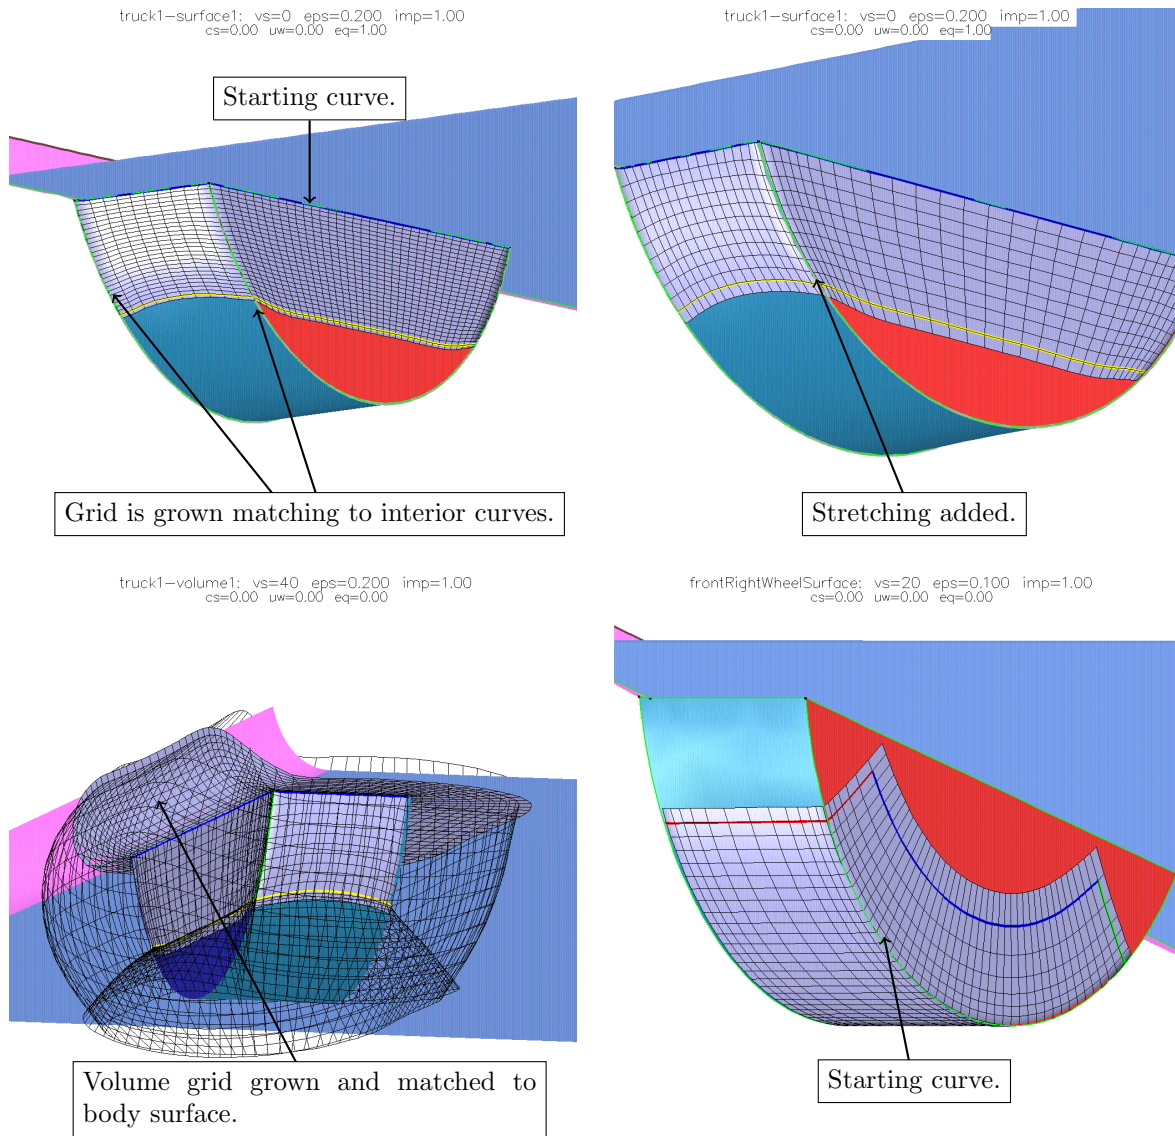 truck1-surface1: vs=0 eps=0.200 imp=1.00
cs=0.00 uw=0.00 eq=1.00
Starting curve.
Grid is grown matching to interior curves.
truck1-surface1: vs=0 eps=0.200 imp=1.00
cs=0.00 uw=0.00 eq=1.00
Stretching added.
truck1-volume1: vs=40 eps=0.200 imp=1.00
cs=0.00 uw=0.00 eq=0.00
Volume grid grown and matched to
body surface.
frontRightWheelSurface: vs=20 eps=0.100 imp=1.00
cs=0.00 uw=0.00 eq=0.00
Starting curve.